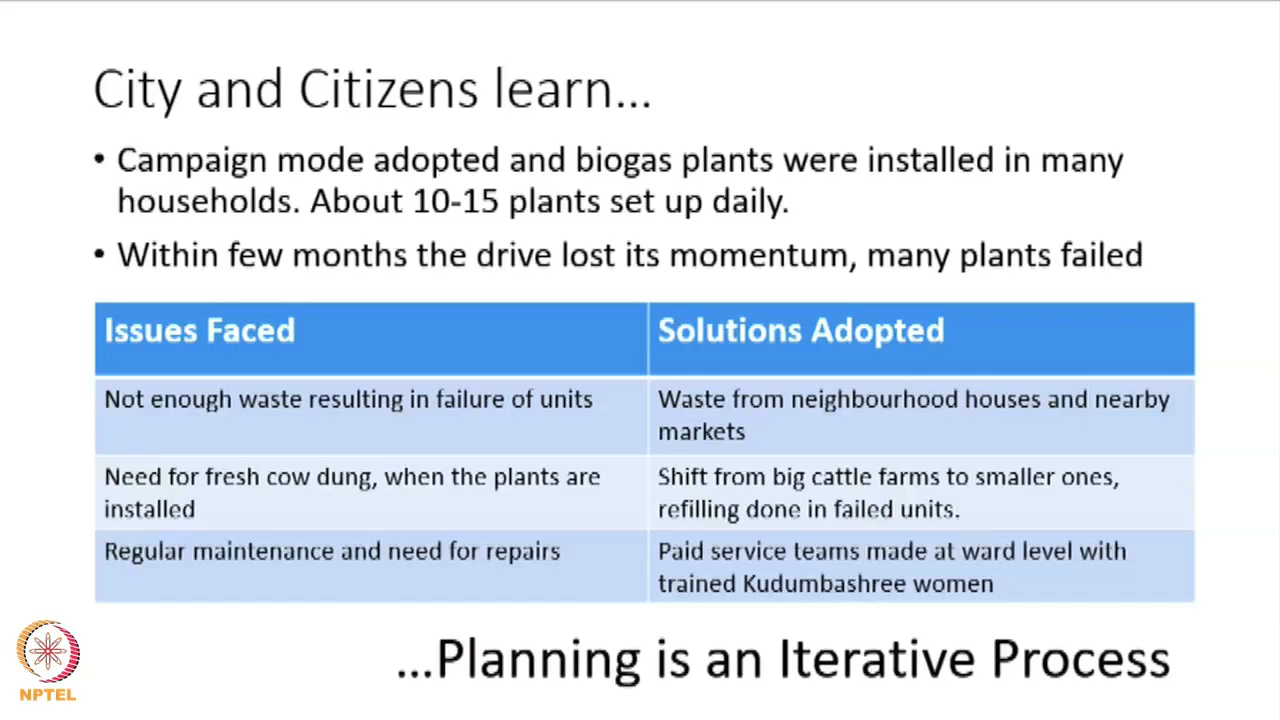 City and Citizens learn...
• Campaign mode adopted and biogas plants were installed in many
households. About 10-15 plants set up daily.
• Within few months the drive lost its momentum, many plants failed
Issues Faced
Solutions Adopted
Not enough waste resulting in failure of units
Waste from neighbourhood houses and nearby
markets
Need for fresh cow dung, when the plants are
installed
Shift from big cattle farms to smaller ones,
refilling done in failed units.
Regular maintenance and need for repairs
Paid service teams made at ward level with
trained Kudumbashree women
...Planning is an Iterative Process
NPTEL